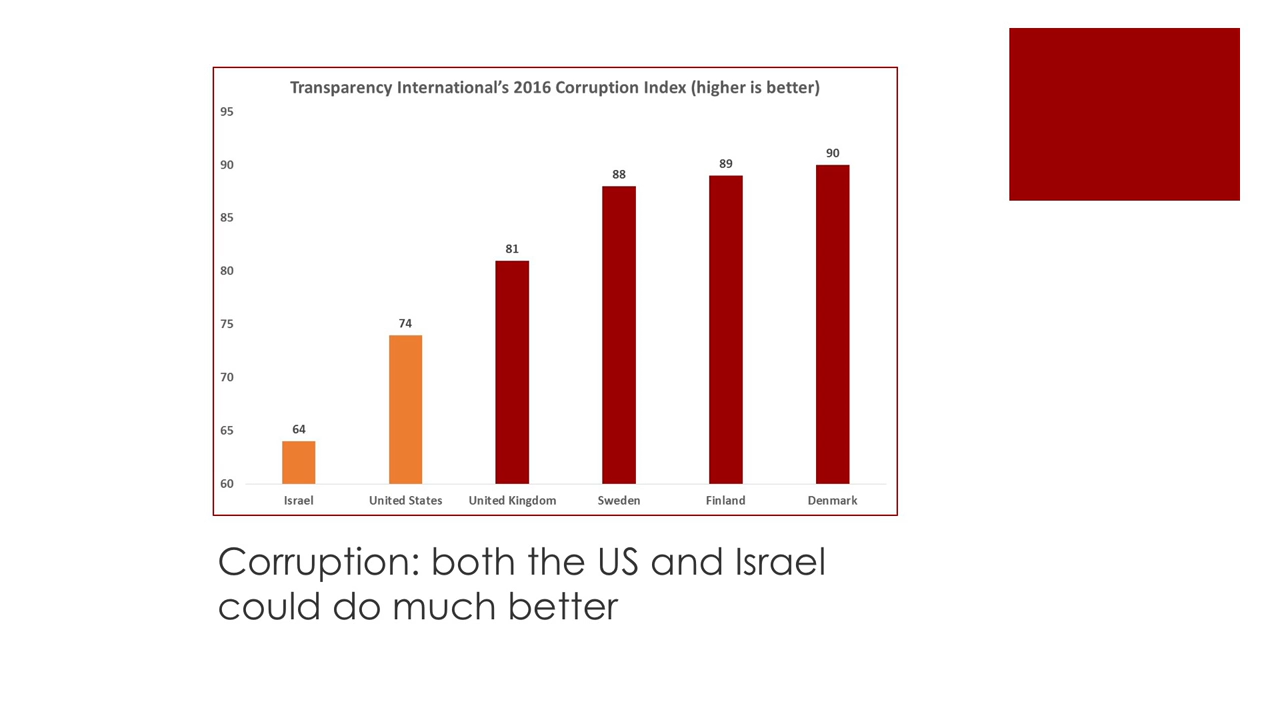 Transparency International’s 2016 Corruption Index (higher is better)
95
90
85
80
75
70
65
60
64
74
81
88
89
90
Israel
United States
United Kingdom
Sweden
Finland
Denmark
Corruption: both the US and Israel
could do much better